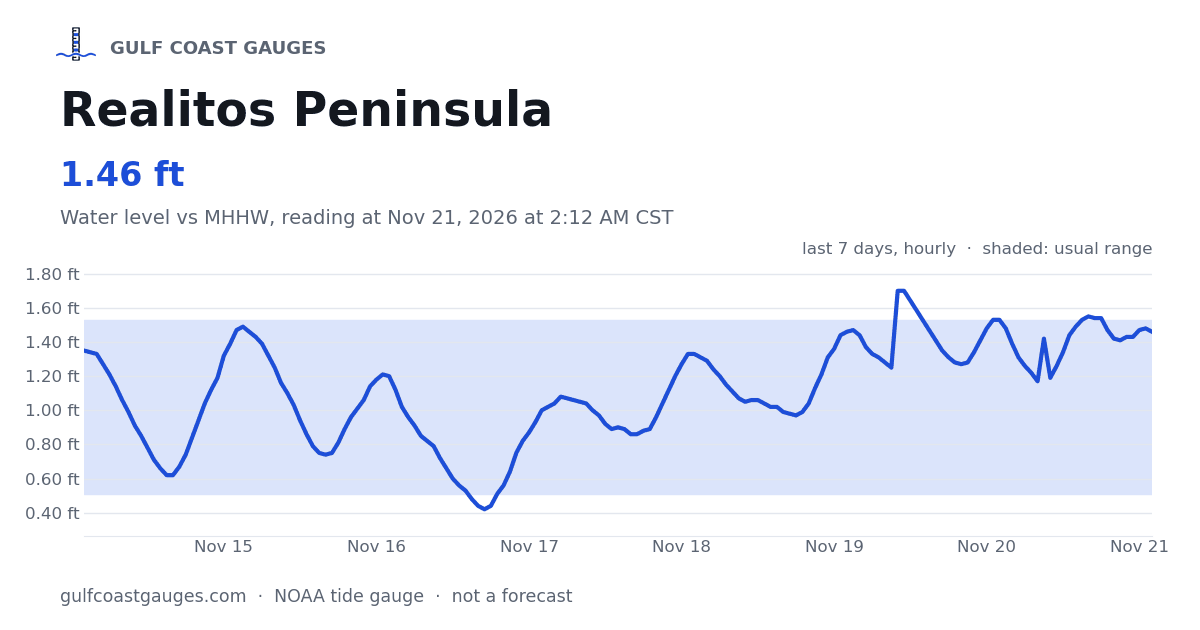 GULF COAST GAUGES
Realitos Peninsula
1.46 ft
Water level vs MHHW, reading at Nov 21, 2026 at 2:12 AM CST
last 7 days, hourly · shaded: usual range
1.80 ft
1.60 ft
1.40 ft
1.20 ft
1.00 ft
0.80 ft
0.60 ft
0.40 ft
Nov 15 Nov 16 Nov 17 Nov 18 Nov 19 Nov 20 Nov 21
gulfcoastgauges.com · NOAA tide gauge · not a forecast